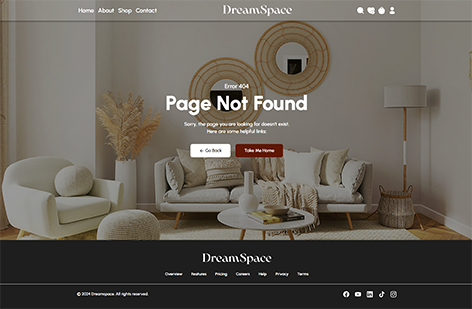 Home About Shop Contact
DreamSpace
Error 404
Page Not Found
Sorry, the page you are looking for doesn't exist.
Here are some helpful links:
← Go Back
Take Me Home
DreamSpace
Overview Features Pricing Careers Help Privacy Terms
© 2024 Dreamspace. All rights reserved.